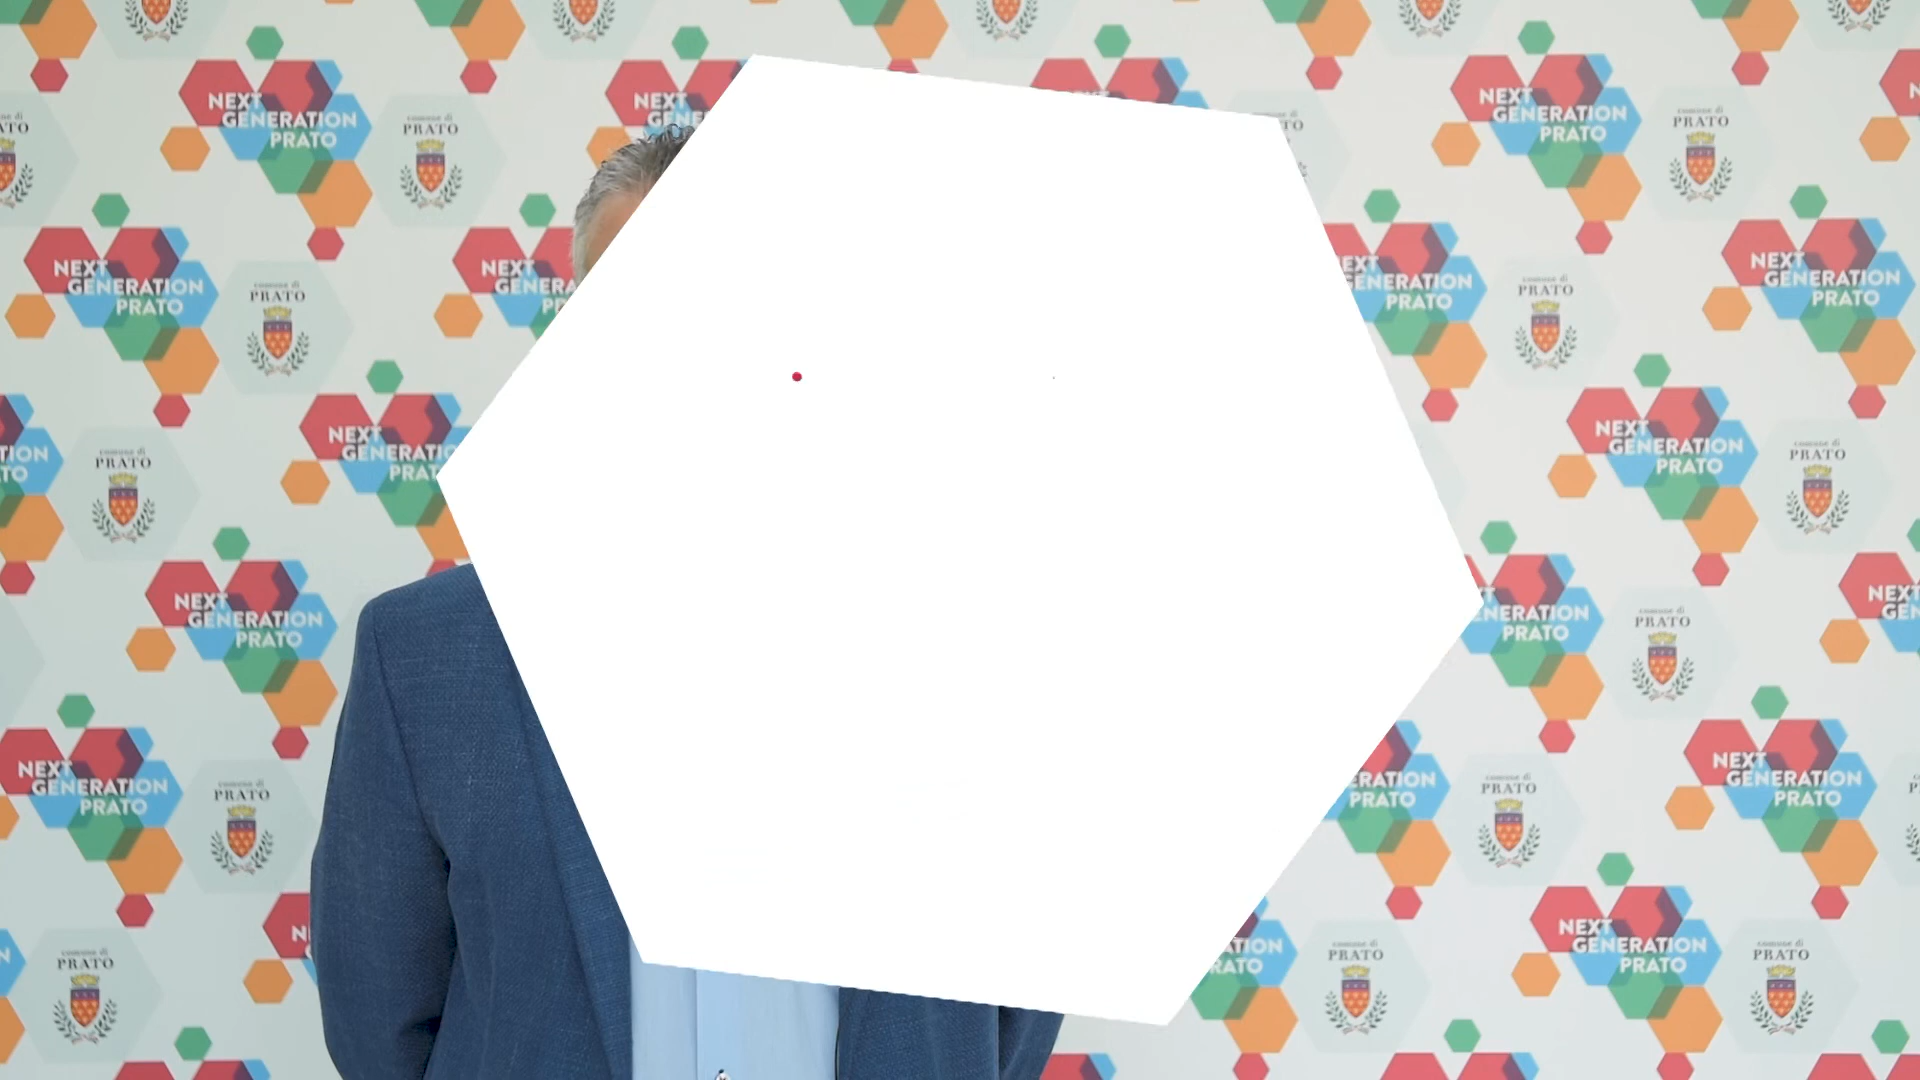 NEXT
GENERATION
PRATO
comune di
PRATO